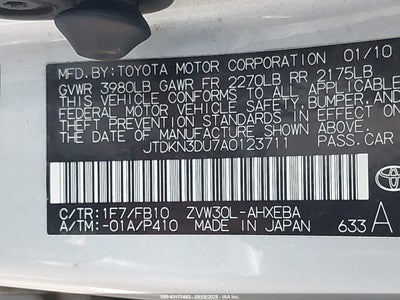 MFD.BY:TOYOTA MOTOR CORPORATION 01/10
GVWR 3980LB GAWR FR 2270LB RR 2175LB
THIS VEHICLE CONFORMS TO ALL APPLICABLE
FEDERAL MOTOR VEHICLE SAFETY, BUMPER, AND
THEFT PREVENTION STANDARDS IN EFFECT ON
THE DATE OF MANUFACTURE SHOWN ABOVE.
JTDKN3DU7A0123711 PASS.CAR
C/TR:1F7/FB10 ZVW30L-AHXEBA
A/TM:-01A/P410 MADE IN JAPAN 633 A
TOYOTA